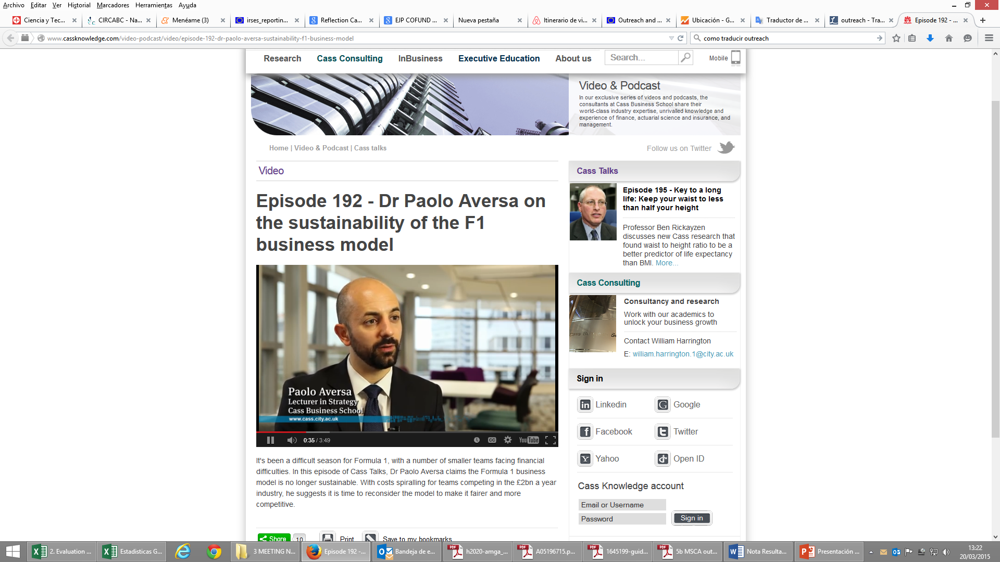 Archivo Editar Ver Historial Marcadores Herramientas Ayuda
Ciencia y Tec... CIRCABC - Na... Menéame (3) irses_reportin... Reflection Ca... EJP COFUND ... Nueva pestaña Itinerario de vi... Outreach and ... Ubicación - G... Traductor de ... outreach - Tra... Episode 192 - ...
www.cassknowledge.com/video-podcast/video/episode-192-dr-paolo-aversa-sustainability-f1-business-model
como traducir outreach
Research Cass Consulting InBusiness Executive Education About us Search... Mobile
Video & Podcast
In our exclusive series of videos and podcasts, the
consultants at Cass Business School share their
world-class industry expertise, unrivalled knowledge and
experience of finance, actuarial science and insurance, and
management.
Home | Video & Podcast | Cass talks
Follow us on Twitter
Video
Episode 192 - Dr Paolo Aversa on
the sustainability of the F1
business model
Paolo Aversa
Lecturer in Strategy
Cass Business School
www.cass.city.ac.uk
0:35 / 3:49
CC
YouTube
It's been a difficult season for Formula 1, with a number of smaller teams facing financial
difficulties. In this episode of Cass Talks, Dr Paolo Aversa claims the Formula 1 business
model is no longer sustainable. With costs spiralling for teams competing in the £2bn a year
industry, he suggests it is time to reconsider the model to make it fairer and more
competitive.
Share 10 Print Save to my bookmarks
Cass Talks
Episode 195 - Key to a long
life: Keep your waist to less
than half your height
Professor Ben Rickayzen
discusses new Cass research that
found waist to height ratio to be a
better predictor of life expectancy
than BMI. More...
Cass Consulting
Consultancy and research
Work with our academics to
unlock your business growth
Contact William Harrington
E: william.harrington.1@city.ac.uk
Sign in
Linkedin Google
Facebook Twitter
Yahoo Open ID
Cass Knowledge account
Email or Username
Password
Sign in
2. Evaluation ... Estadisticas G... 3 MEETING N... Episode 192 -... Bandeja de e... h2020-amga_... A05196715.p... 1645199-guid... 5b MSCA out... Nota Resulta... Presentación ...
13:22
20/03/2015